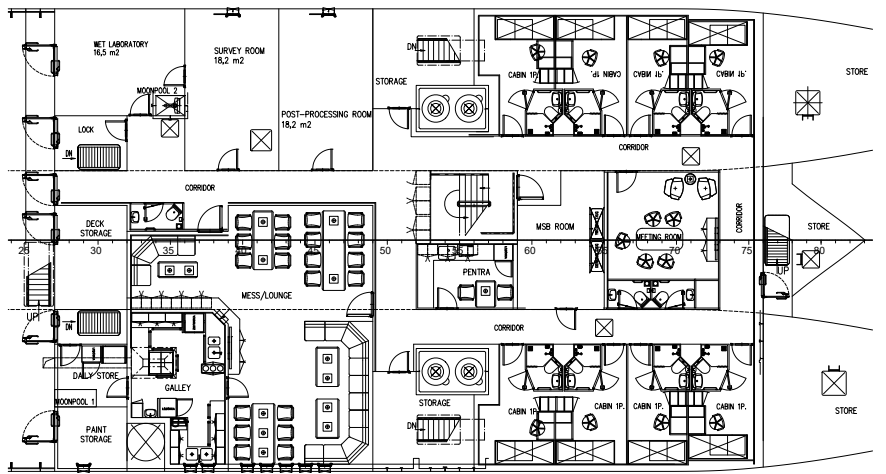 WET LABORATORY
16,5 m2
SURVEY ROOM
18,2 m2
MOONPOOL 2
POST-PROCESSING ROOM
18,2 m2
LOCK
DN
STORAGE
DN
CABIN 1P.
CABIN 1P.
CABIN 1P.
CABIN 1P.
STORE
CORRIDOR
CORRIDOR
DECK
STORAGE
MSB ROOM
MEETING ROOM
CORRIDOR
STORE
25
30
35
40
45
50
55
60
65
70
75
80
PENTRA
UP
MESS/LOUNGE
UP
DN
CORRIDOR
DAILY STORE
GALLEY
MOONPOOL 1
PAINT
STORAGE
STORAGE
DN
CABIN 1P.
CABIN 1P.
CABIN 1P.
CABIN 1P.
STORE